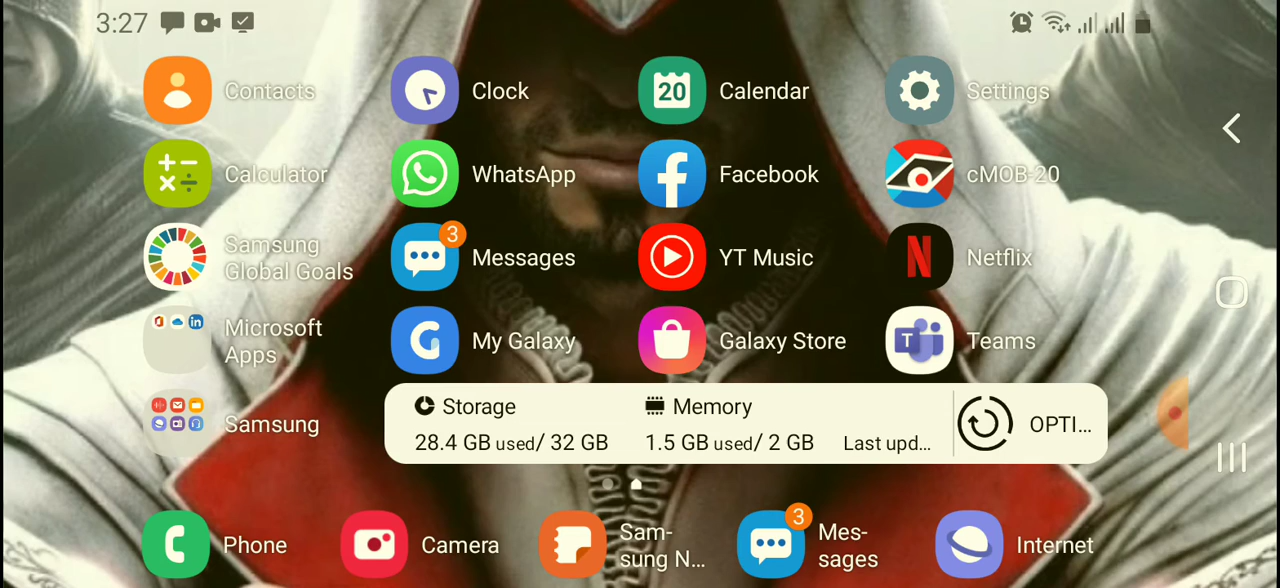 3:27
Contacts
Clock
20
Calendar
Settings
Calculator
WhatsApp
Facebook
cMOB-20
Samsung
Global Goals
3
Messages
YT Music
N
Netflix
Microsoft
Apps
in
G
My Galaxy
Galaxy Store
T
Teams
Samsung
Storage
28.4 GB used/ 32 GB
Memory
1.5 GB used/ 2 GB
Last upd...
OPTI...
Phone
Camera
Sam-
sung N...
3
Mes-
sages
Internet